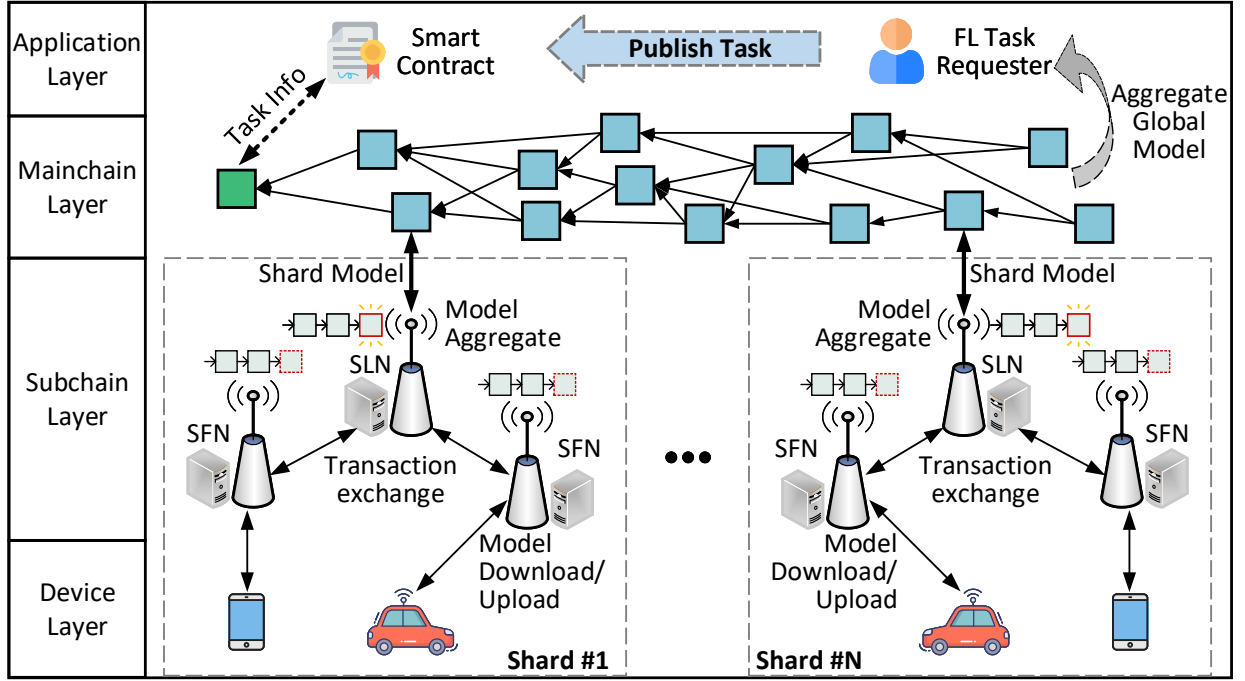 Application
Layer
Smart
Contract
Publish Task
FL Task
Requester
Task Info
Aggregate
Global
Model
Mainchain
Layer
Subchain
Layer
Shard Model
Model
Aggregate
SLN
SFN
SFN
Transaction
exchange
Model
Download/
Upload
Shard #1
Shard Model
Model
Aggregate
SLN
SFN
SFN
Transaction
exchange
Model
Download/
Upload
Shard #N
Device
Layer